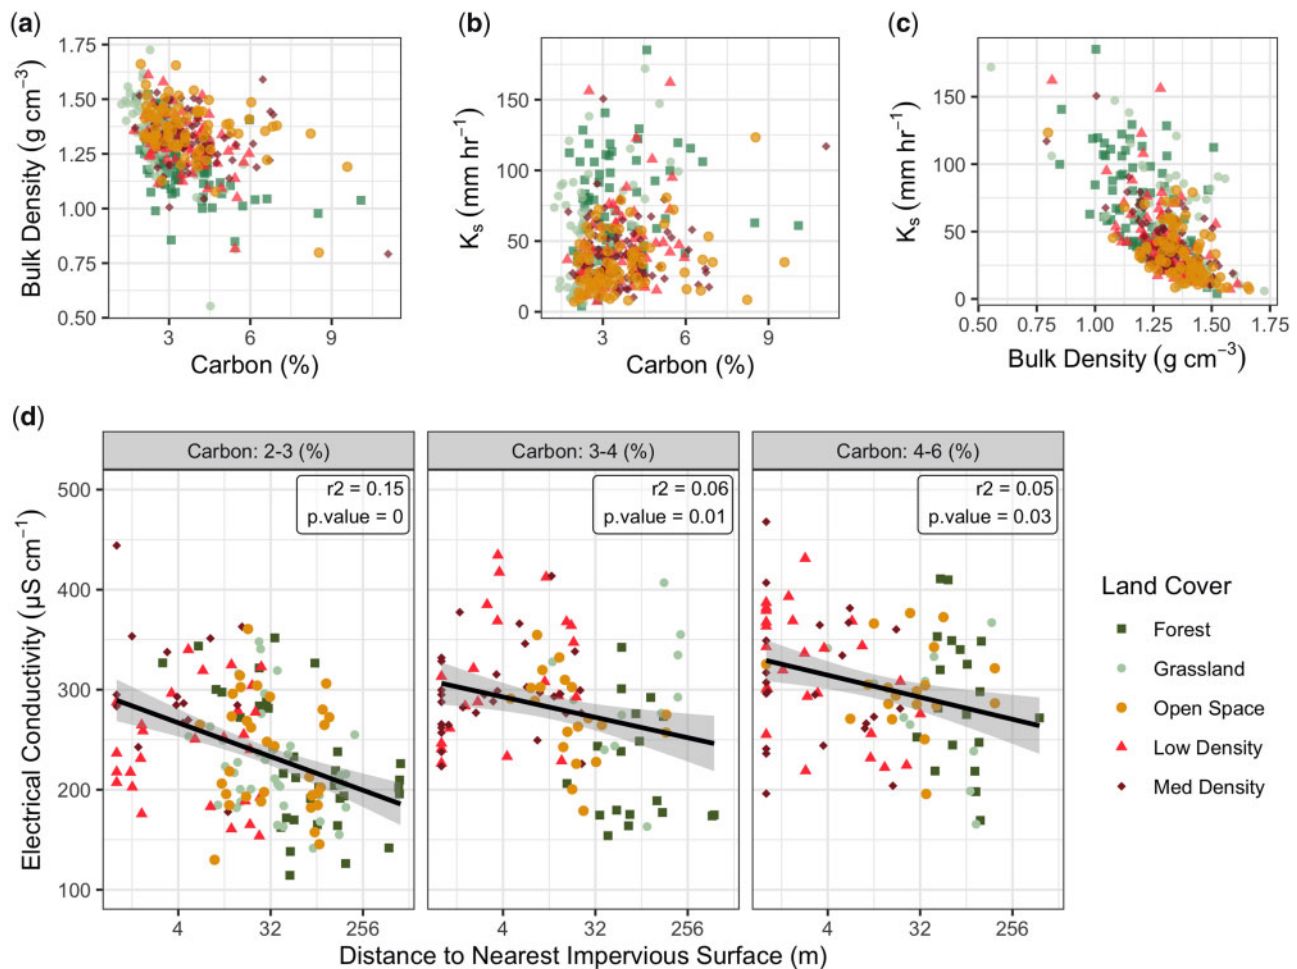 (a)
1.75
1.50
1.25
1.00
0.75
0.50
Bulk Density (g cm⁻³)
3
6
9
Carbon (%)
(b)
150
100
50
0
Kₛ (mm hr⁻¹)
3
6
9
Carbon (%)
(c)
150
100
50
0
Kₛ (mm hr⁻¹)
0.50
0.75
1.00
1.25
1.50
1.75
Bulk Density (g cm⁻³)
(d)
Carbon: 2-3 (%)
Carbon: 3-4 (%)
Carbon: 4-6 (%)
r2 = 0.15
p.value = 0
r2 = 0.06
p.value = 0.01
r2 = 0.05
p.value = 0.03
500
400
300
200
100
Electrical Conductivity (µS cm⁻¹)
4
32
256
4
32
256
4
32
256
Distance to Nearest Impervious Surface (m)
Land Cover
Forest
Grassland
Open Space
Low Density
Med Density